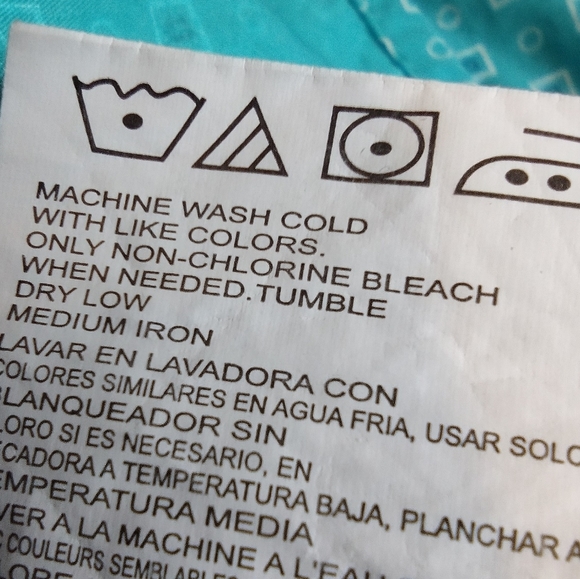 MACHINE WASH COLD
WITH LIKE COLORS.
ONLY NON-CHLORINE BLEACH
WHEN NEEDED.TUMBLE
DRY LOW
MEDIUM IRON
LAVAR EN LAVADORA CON
COLORES SIMILARES EN AGUA FRIA, USAR SOLO
BLANQUEADOR SIN
LORO SI ES NECESARIO, EN
ECADORA A TEMPERATURA BAJA, PLANCHAR A
EMPERATURA MEDIA
VER A LA MACHINE A L'EAU
COULEURS SEMBLABLES